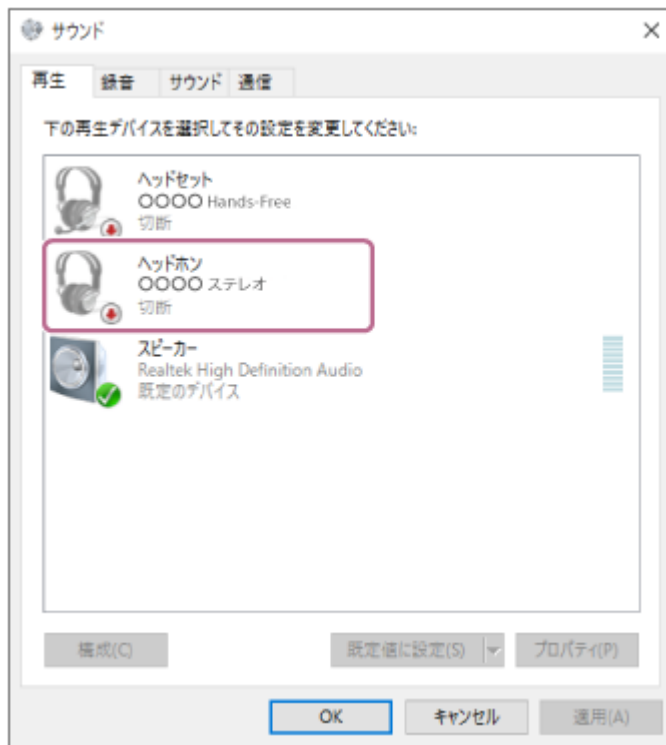 サウンド
再生 録音 サウンド 通信
下の再生デバイスを選択してその設定を変更してください:
ヘッドセット
〇〇〇〇 Hands-Free
切断
ヘッドホン
〇〇〇〇 ステレオ
切断
スピーカー
Realtek High Definition Audio
既定のデバイス
構成(C) 既定値に設定(S) プロパティ(P)
OK キャンセル 適用(A)